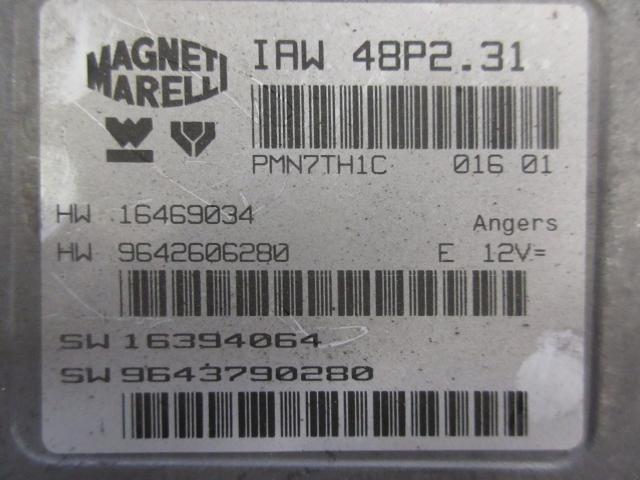 MAGNETI MARELLI
IAW 48P2.31
PMN7TH1C 016 01
HW 16469034
Angers
HW 9642606280 E 12V=
SW 16394064
SW 9643790280